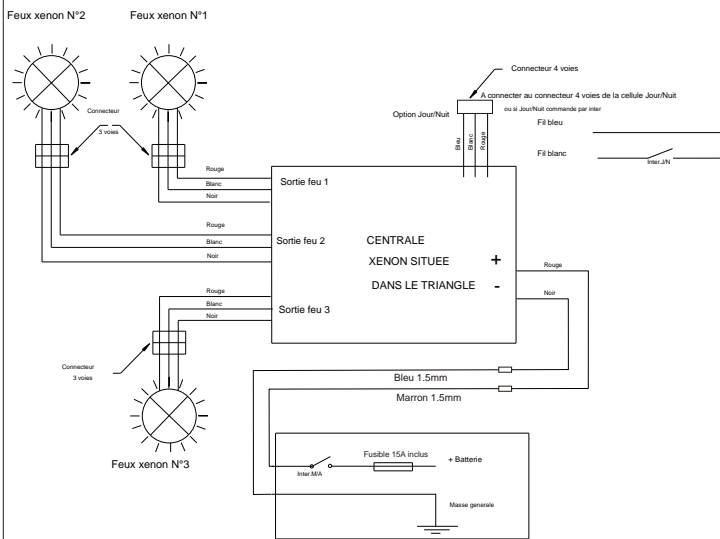 Feux xenon N°2
Feux xenon N°1
Connecteur
3 voies
Connecteur 4 voies
A connecter au connecteur 4 voies de la cellule Jour/Nuit
ou si Jour/Nuit commande par inter
Option Jour/Nuit
Fil bleu
Fil blanc
Inter.J/N
Bleu
Blanc
Rouge
Rouge
Blanc
Noir
Sortie feu 1
Rouge
Blanc
Noir
Sortie feu 2
CENTRALE
XENON SITUEE
DANS LE TRIANGLE
+
-
Rouge
Noir
Rouge
Blanc
Noir
Sortie feu 3
Connecteur
3 voies
Feux xenon N°3
Bleu 1.5mm
Marron 1.5mm
Fusible 15A inclus
+ Batterie
Inter.M/A
Masse generale